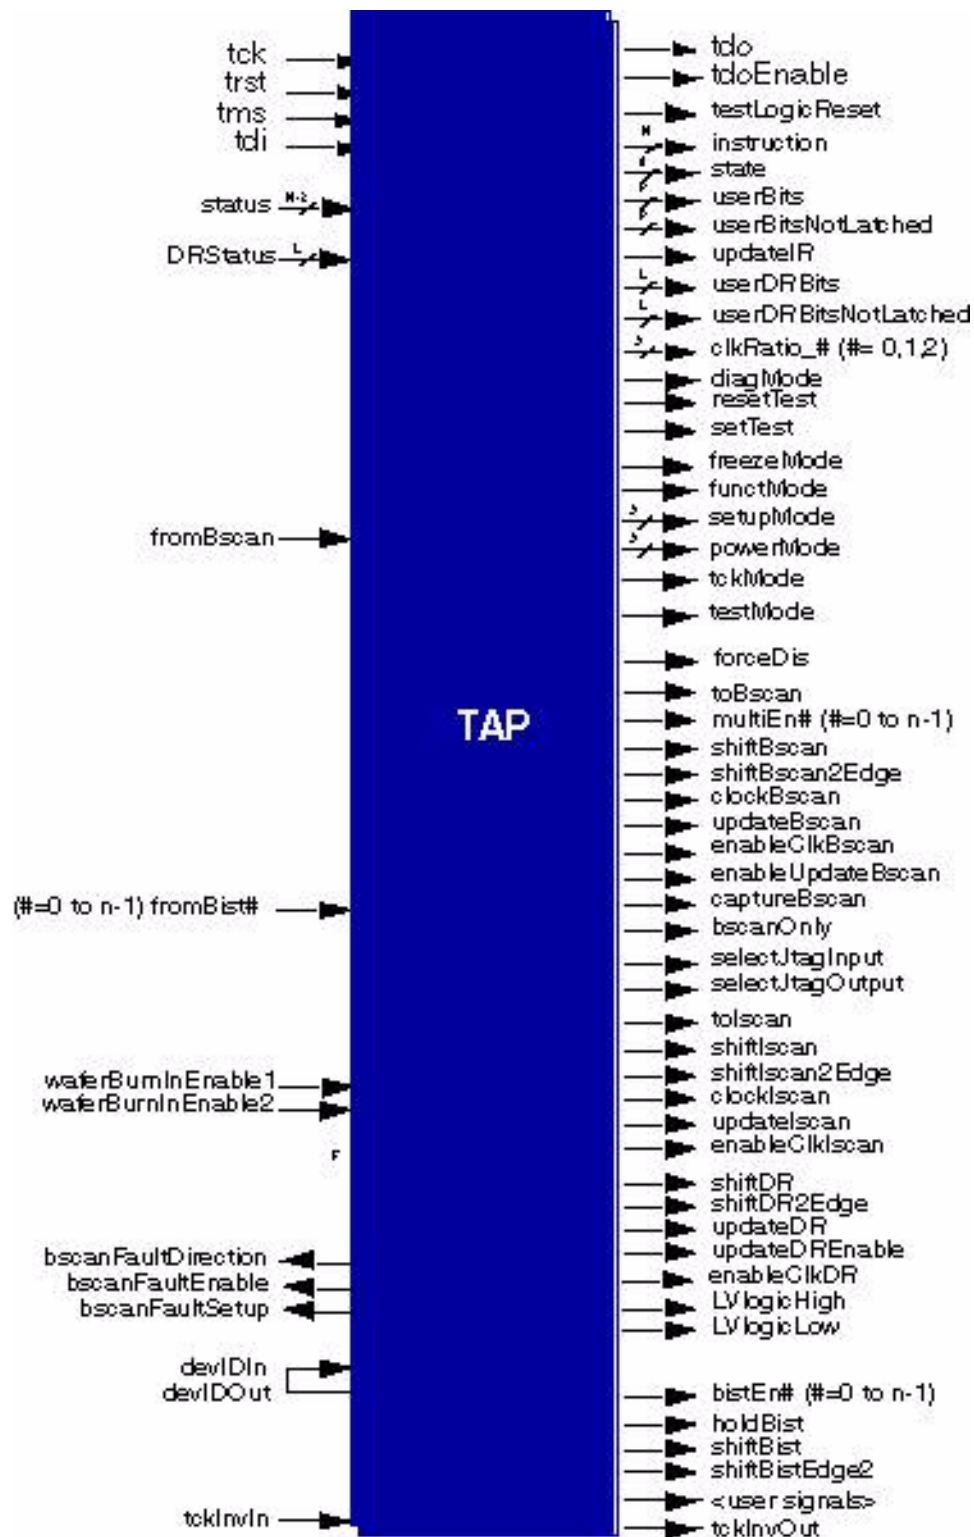 tck
trst
tms
tdi
status
N-2
DRStatus
L
fromBscan
(#=0 to n-1) fromBist#
waferBurnInEnable1
waferBurnInEnable2
F
bscanFaultDirection
bscanFaultEnable
bscanFaultSetup
devIDIn
devIDOut
tckInvIn
TAP
tdo
tdoEnable
testLogicReset
N
instruction
state
userBits
userBitsNotLatched
updateIR
L
userDRBits
L
userDRBitsNotLatched
clkRatio_# (#= 0,1,2)
diagMode
resetTest
setTest
freezeMode
functMode
setupMode
powerMode
tckMode
testMode
forceDis
toBscan
multiEn# (#=0 to n-1)
shiftBscan
shiftBscan2Edge
clockBscan
updateBscan
enableClkBscan
enableUpdateBscan
captureBscan
bscanOnly
selectJtagInput
selectJtagOutput
toIscan
shiftIscan
shiftIscan2Edge
clockIscan
updateIscan
enableClkIscan
shiftDR
shiftDR2Edge
updateDR
updateDREnable
enableClkDR
LVlogicHigh
LVlogicLow
bistEn# (#=0 to n-1)
holdBist
shiftBist
shiftBistEdge2
<user signals>
tckInvOut